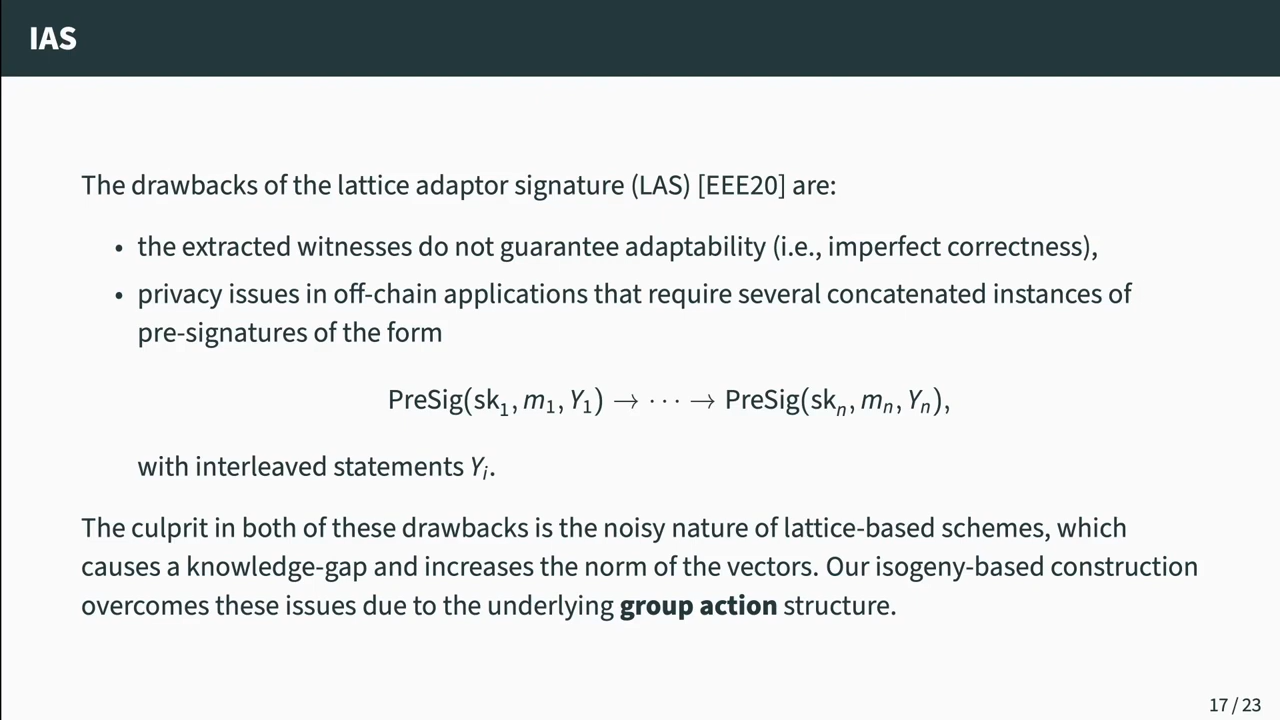 IAS
The drawbacks of the lattice adaptor signature (LAS) [EEE20] are:
• the extracted witnesses do not guarantee adaptability (i.e., imperfect correctness),
• privacy issues in off-chain applications that require several concatenated instances of
pre-signatures of the form
PreSig(sk₁, m₁, Y₁) → ⋯ → PreSig(skₙ, mₙ, Yₙ),
with interleaved statements Yᵢ.
The culprit in both of these drawbacks is the noisy nature of lattice-based schemes, which
causes a knowledge-gap and increases the norm of the vectors. Our isogeny-based construction
overcomes these issues due to the underlying group action structure.
17 / 23